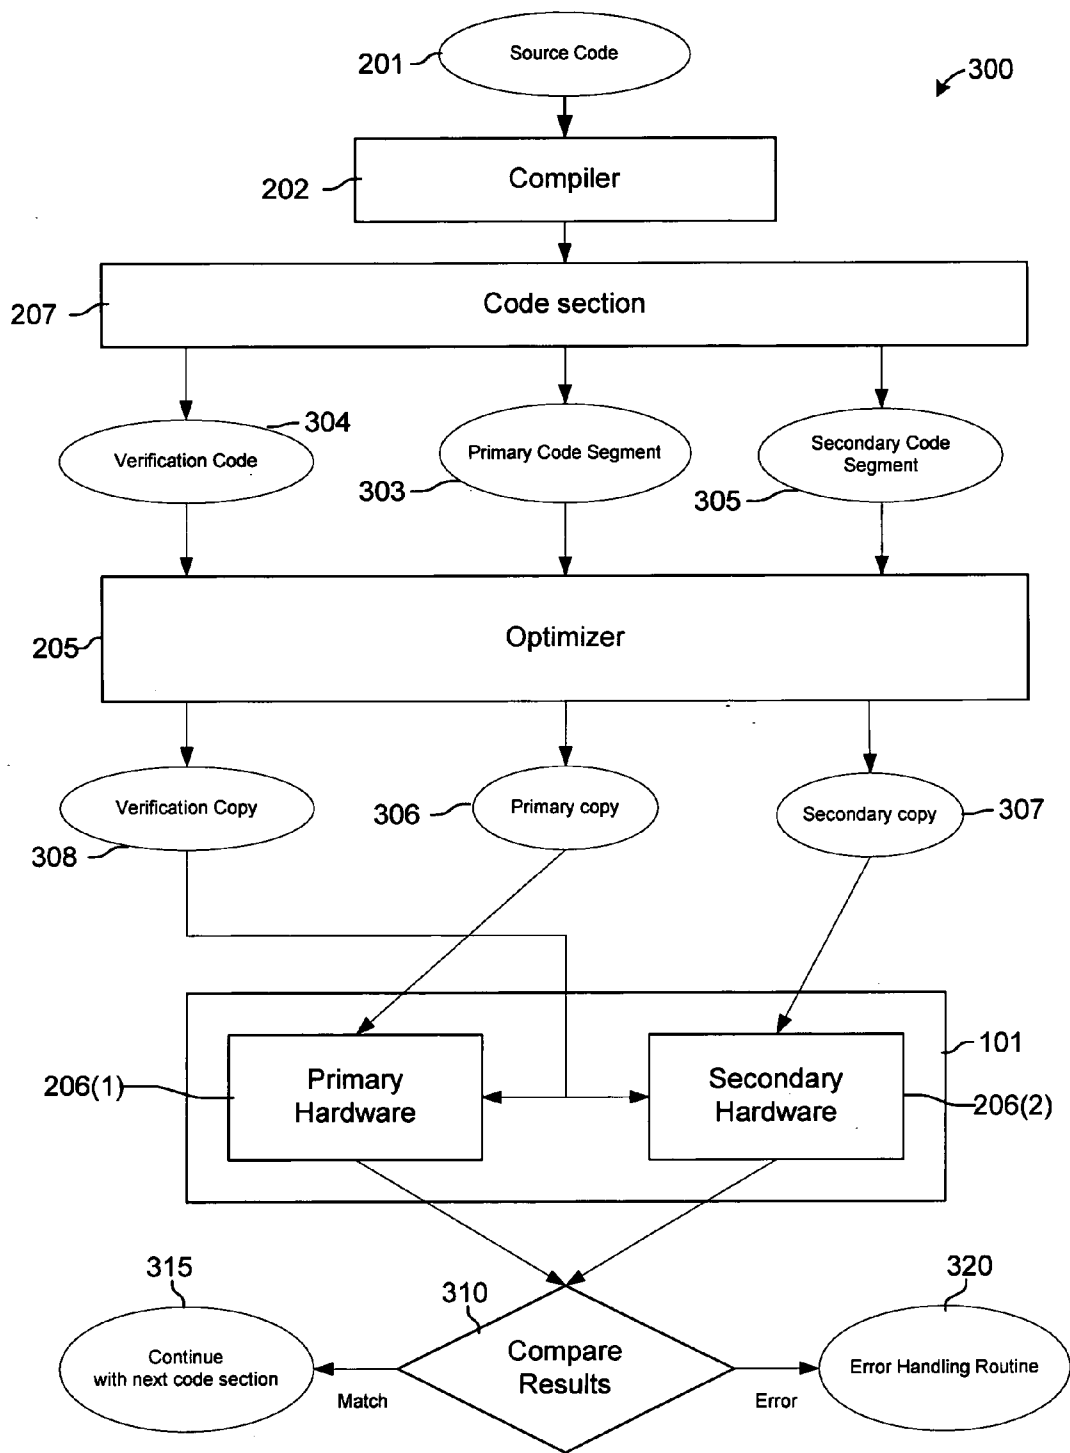 201
Source Code
300
202
Compiler
207
Code section
304
Verification Code
Primary Code Segment
303
Secondary Code
Segment
305
205
Optimizer
Verification Copy
308
306
Primary copy
Secondary copy
307
101
206(1)
Primary
Hardware
Secondary
Hardware
206(2)
315
310
320
Continue
with next code section
Match
Compare
Results
Error
Error Handling Routine